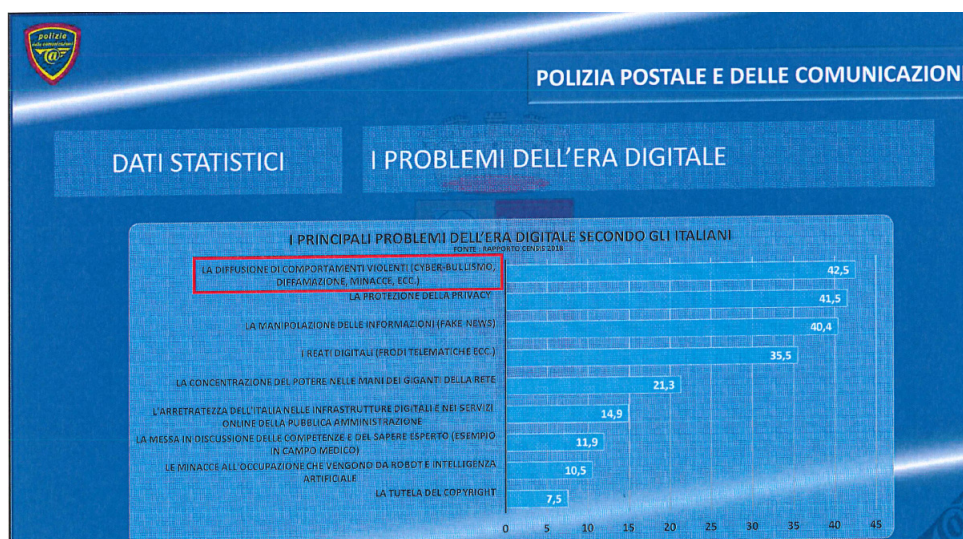 polizia
delle comunicazioni
@
POLIZIA POSTALE E DELLE COMUNICAZIONI
DATI STATISTICI
I PROBLEMI DELL'ERA DIGITALE
I PRINCIPALI PROBLEMI DELL'ERA DIGITALE SECONDO GLI ITALIANI
FONTE : RAPPORTO CENSIS 2018
LA DIFFUSIONE DI COMPORTAMENTI VIOLENTI (CYBER-BULLISMO,
DIFFAMAZIONE, MINACCE, ECC.)
42,5
LA PROTEZIONE DELLA PRIVACY
41,5
LA MANIPOLAZIONE DELLE INFORMAZIONI (FAKE-NEWS)
40,4
I REATI DIGITALI (FRODI TELEMATICHE ECC.)
35,5
LA CONCENTRAZIONE DEL POTERE NELLE MANI DEI GIGANTI DELLA RETE
21,3
L'ARRETRATEZZA DELL'ITALIA NELLE INFRASTRUTTURE DIGITALI E NEI SERVIZI
ONLINE DELLA PUBBLICA AMMINISTRAZIONE
14,9
LA MESSA IN DISCUSSIONE DELLE COMPETENZE E DEL SAPERE ESPERTO (ESEMPIO
IN CAMPO MEDICO)
11,9
LE MINACCE ALL'OCCUPAZIONE CHE VENGONO DA ROBOT E INTELLIGENZA
ARTIFICIALE
10,5
LA TUTELA DEL COPYRIGHT
7,5
0 5 10 15 20 25 30 35 40 45